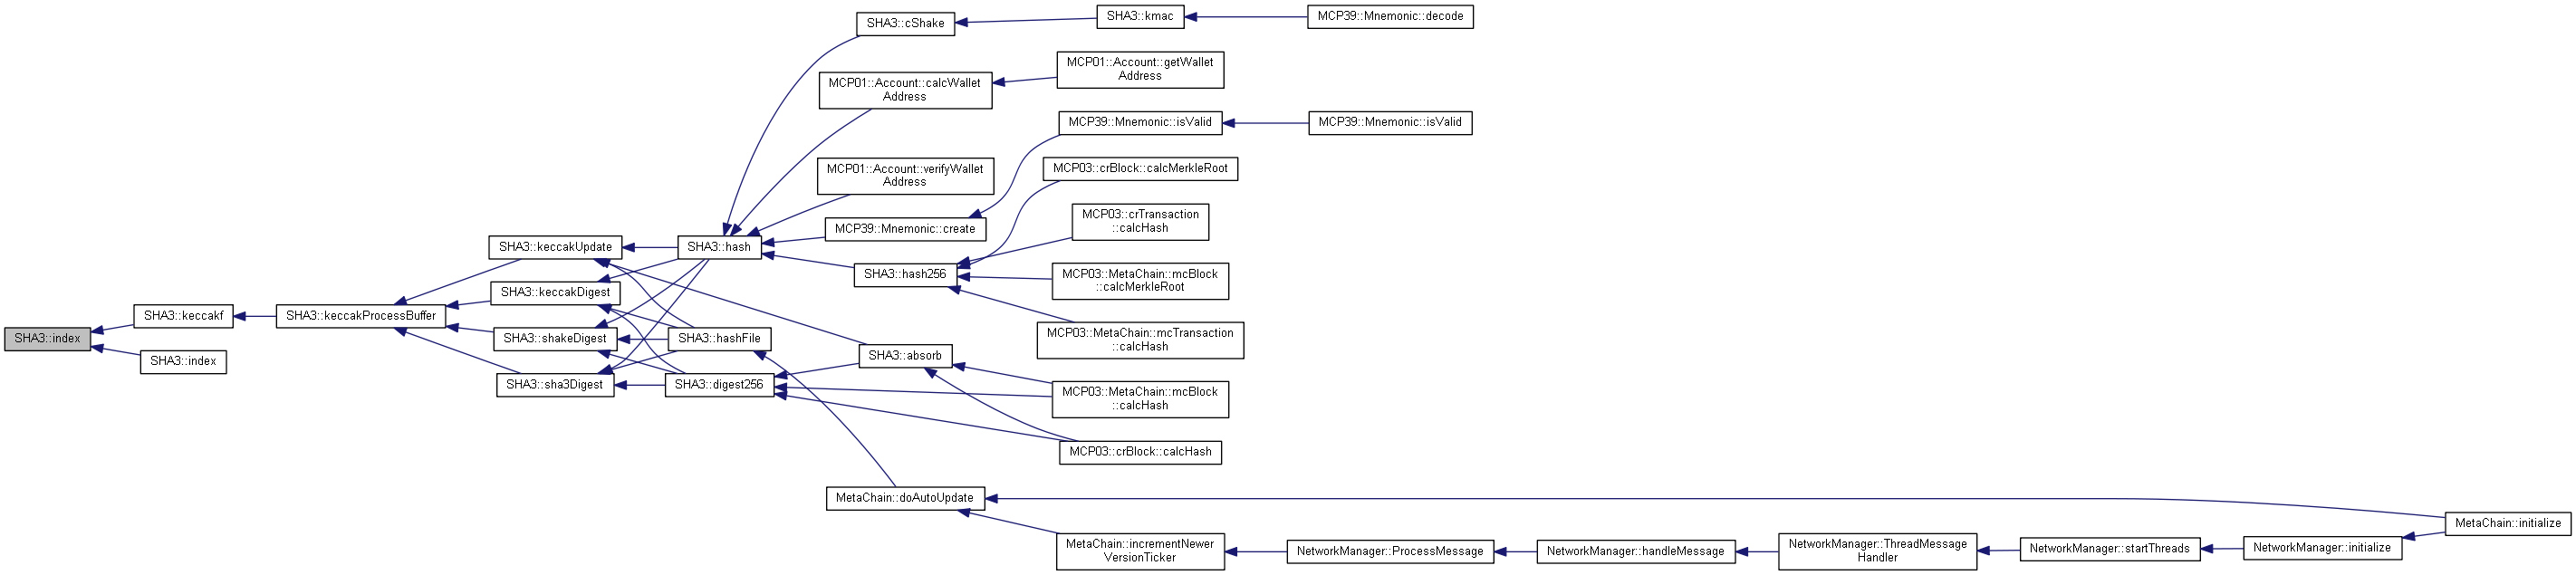 SHA3::index
SHA3::keccakf
SHA3::index
SHA3::keccakProcessBuffer
SHA3::keccakUpdate
SHA3::keccakDigest
SHA3::shakeDigest
SHA3::sha3Digest
SHA3::hash
SHA3::hashFile
SHA3::digest256
SHA3::cShake
MCP01::Account::calcWallet
Address
MCP01::Account::verifyWallet
Address
MCP39::Mnemonic::create
SHA3::hash256
SHA3::absorb
MetaChain::doAutoUpdate
SHA3::kmac
MCP01::Account::getWallet
Address
MCP39::Mnemonic::isValid
MCP03::crBlock::calcMerkleRoot
MCP03::crTransaction
::calcHash
MCP03::MetaChain::mcBlock
::calcMerkleRoot
MCP03::MetaChain::mcTransaction
::calcHash
MCP03::MetaChain::mcBlock
::calcHash
MCP03::crBlock::calcHash
MetaChain::incrementNewer
VersionTicker
MCP39::Mnemonic::decode
MCP39::Mnemonic::isValid
NetworkManager::ProcessMessage
NetworkManager::handleMessage
NetworkManager::ThreadMessage
Handler
NetworkManager::startThreads
NetworkManager::initialize
MetaChain::initialize